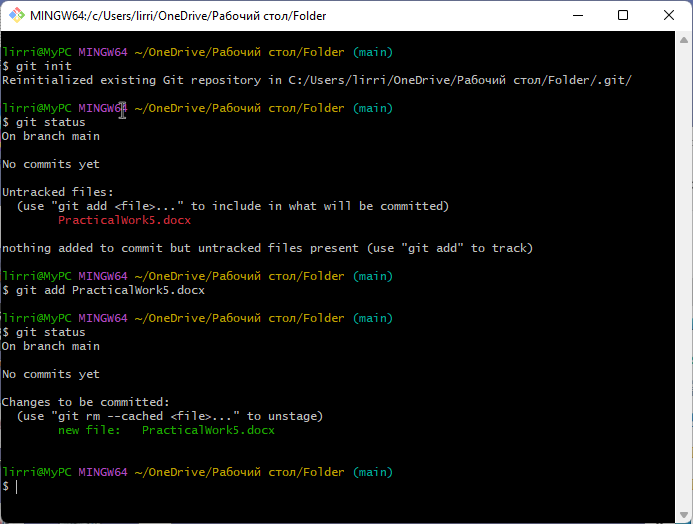 MINGW64:/c/Users/lirri/OneDrive/Рабочий стол/Folder
lirri@MyPC MINGW64 ~/OneDrive/Рабочий стол/Folder (main)
$ git init
Reinitialized existing Git repository in C:/Users/lirri/OneDrive/Рабочий стол/Folder/.git/
lirri@MyPC MINGW64 ~/OneDrive/Рабочий стол/Folder (main)
$ git status
On branch main
No commits yet
Untracked files:
(use "git add <file>..." to include in what will be committed)
PracticalWork5.docx
nothing added to commit but untracked files present (use "git add" to track)
lirri@MyPC MINGW64 ~/OneDrive/Рабочий стол/Folder (main)
$ git add PracticalWork5.docx
lirri@MyPC MINGW64 ~/OneDrive/Рабочий стол/Folder (main)
$ git status
On branch main
No commits yet
Changes to be committed:
(use "git rm --cached <file>..." to unstage)
new file:   PracticalWork5.docx
lirri@MyPC MINGW64 ~/OneDrive/Рабочий стол/Folder (main)
$